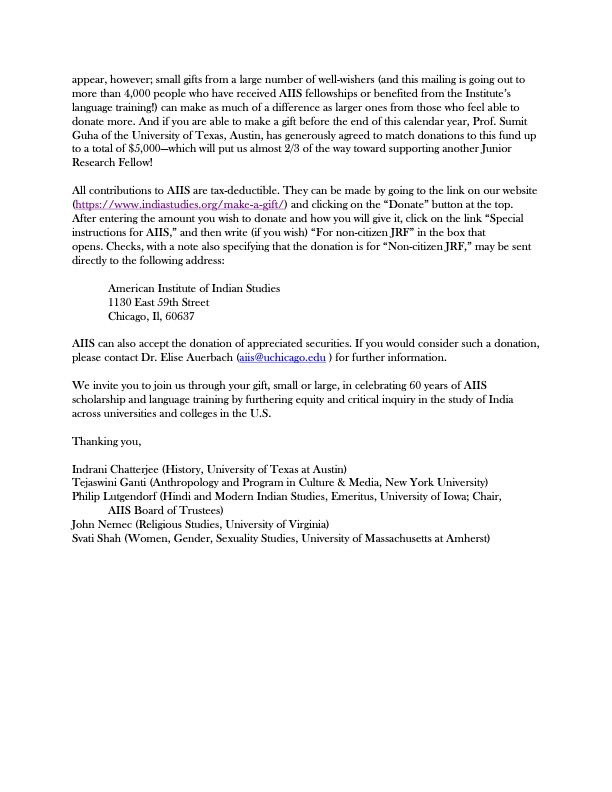 appear, however; small gifts from a large number of well-wishers (and this mailing is going out to
more than 4,000 people who have received AIIS fellowships or benefited from the Institute's
language training!) can make as much of a difference as larger ones from those who feel able to
donate more. And if you are able to make a gift before the end of this calendar year, Prof. Sumit
Guha of the University of Texas, Austin, has generously agreed to match donations to this fund up
to a total of $5,000—which will put us almost 2/3 of the way toward supporting another Junior
Research Fellow!
All contributions to AIIS are tax-deductible. They can be made by going to the link on our website
(https://www.indiastudies.org/make-a-gift/) and clicking on the “Donate” button at the top.
After entering the amount you wish to donate and how you will give it, click on the link “Special
instructions for AIIS,” and then write (if you wish) “For non-citizen JRF” in the box that
opens. Checks, with a note also specifying that the donation is for “Non-citizen JRF,” may be sent
directly to the following address:
American Institute of Indian Studies
1130 East 59th Street
Chicago, Il, 60637
AIIS can also accept the donation of appreciated securities. If you would consider such a donation,
please contact Dr. Elise Auerbach (aiis@uchicago.edu ) for further information.
We invite you to join us through your gift, small or large, in celebrating 60 years of AIIS
scholarship and language training by furthering equity and critical inquiry in the study of India
across universities and colleges in the U.S.
Thanking you,
Indrani Chatterjee (History, University of Texas at Austin)
Tejaswini Ganti (Anthropology and Program in Culture & Media, New York University)
Philip Lutgendorf (Hindi and Modern Indian Studies, Emeritus, University of Iowa; Chair,
AIIS Board of Trustees)
John Nemec (Religious Studies, University of Virginia)
Svati Shah (Women, Gender, Sexuality Studies, University of Massachusetts at Amherst)